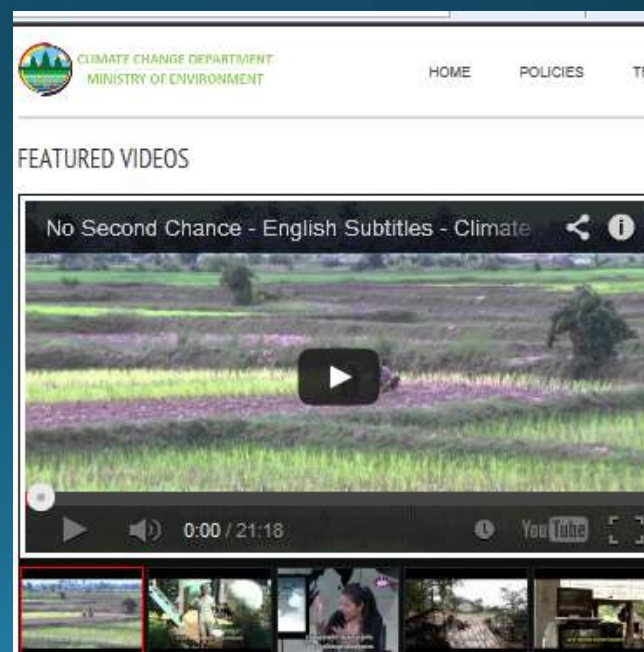 CLIMATE CHANGE DEPARTMENT
MINISTRY OF ENVIRONMENT
HOME
POLICIES
FEATURED VIDEOS
No Second Chance - English Subtitles - Climate
0:00 / 21:18
YouTube